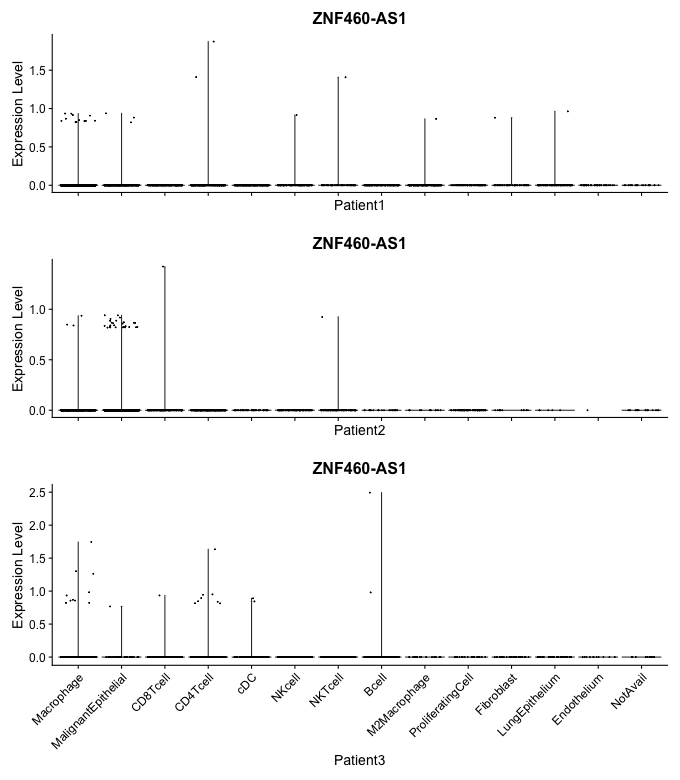 ZNF460-AS1
Expression Level
1.5
1.0
0.5
0.0
Patient1
ZNF460-AS1
Expression Level
1.0
0.5
0.0
Patient2
ZNF460-AS1
Expression Level
2.5
2.0
1.5
1.0
0.5
0.0
Macrophage
MalignantEpithelial
CD8Tcell
CD4Tcell
cDC
NKcell
NKTcell
Bcell
M2Macrophage
ProliferatingCell
Fibroblast
LungEpithelium
Endothelium
NotAvail
Patient3